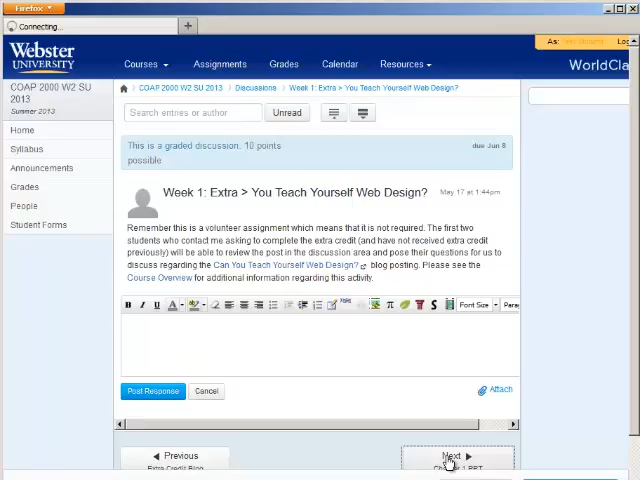 Firefox
Connecting...
As:
Webster
UNIVERSITY
Courses
Assignments
Grades
Calendar
Resources
WorldCla
COAP 2000 W2 SU
2013
Summer 2013
Home
Syllabus
Announcements
Grades
People
Student Forms
COAP 2000 W2 SU 2013
Discussions
Week 1: Extra > You Teach Yourself Web Design?
Search entries or author
Unread
This is a graded discussion. 10 points
possible
due Jun 8
Week 1: Extra > You Teach Yourself Web Design?
May 17 at 1:44pm
Remember this is a volunteer assignment which means that it is not required. The first two
students who contact me asking to complete the extra credit (and have not received extra credit
previously) will be able to review the post in the discussion area and pose their questions for us to
discuss regarding the Can You Teach Yourself Web Design? blog posting. Please see the
Course Overview for additional information regarding this activity.
B I U A
Font Size
Para
Post Response
Cancel
Attach
Previous
Extra Credit Blog
Next